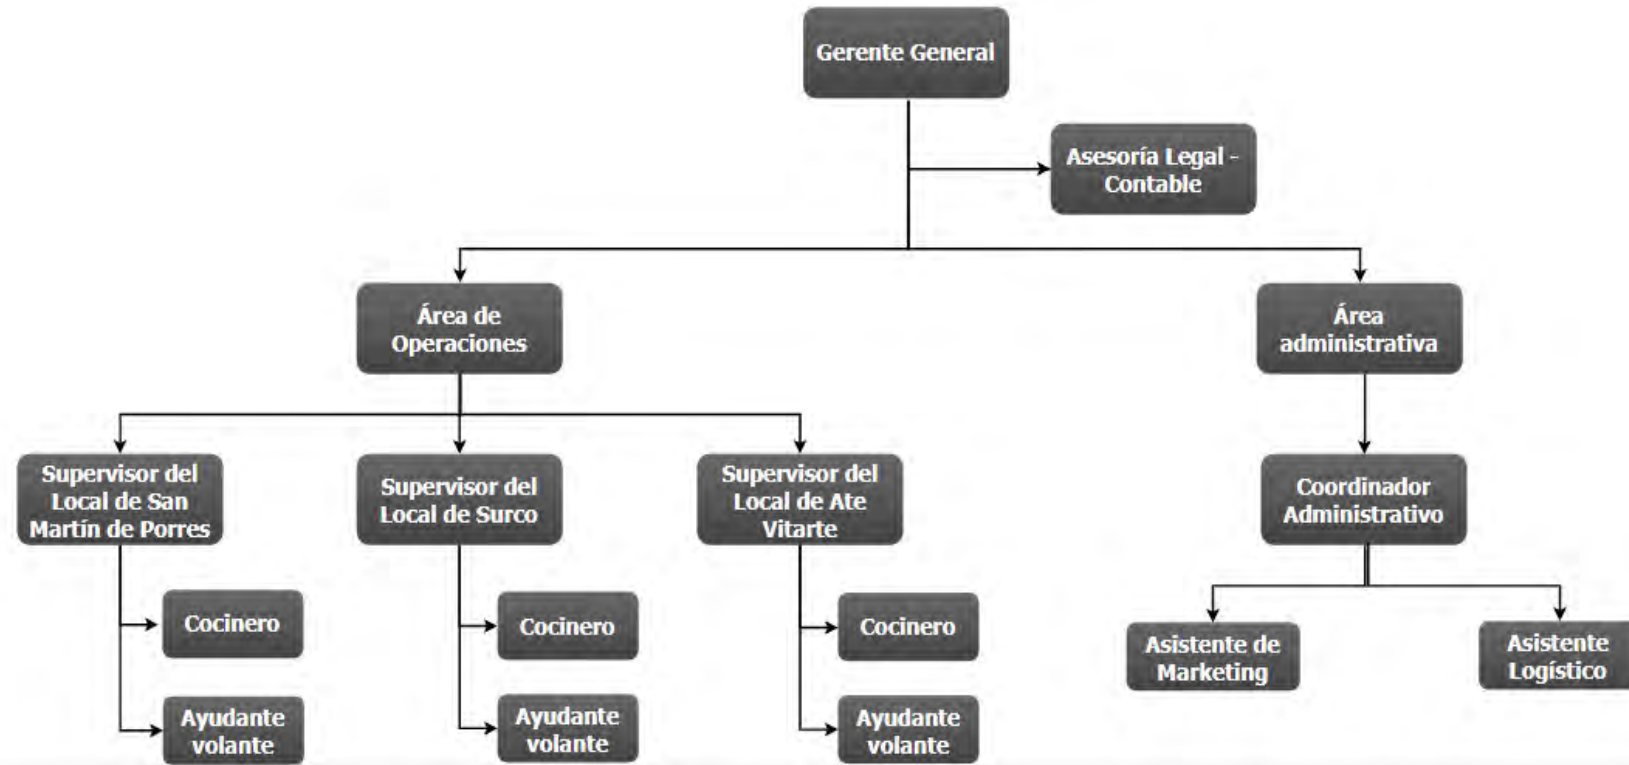 Gerente General
Asesoría Legal -
Contable
Área de
Operaciones
Área
administrativa
Supervisor del
Local de San
Martín de Porres
Supervisor del
Local de Surco
Supervisor del
Local de Ate
Vitarte
Coordinador
Administrativo
Cocinero
Cocinero
Cocinero
Asistente de
Marketing
Asistente
Logístico
Ayudante
volante
Ayudante
volante
Ayudante
volante